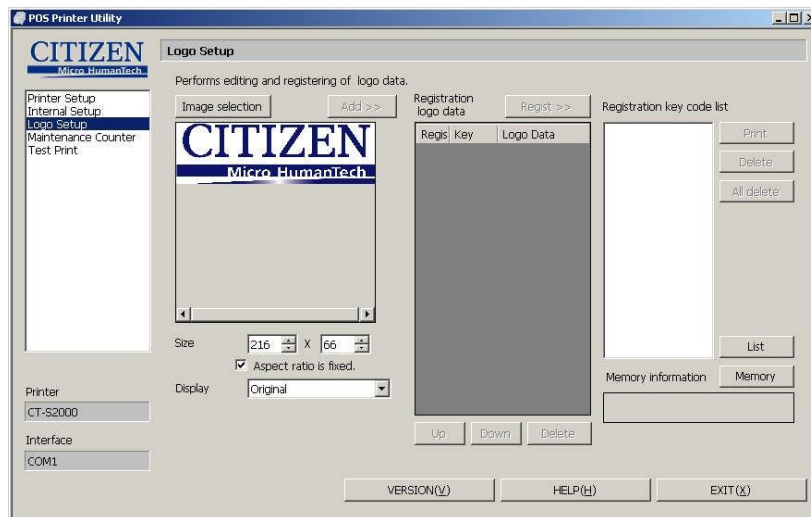 POS Printer Utility
CITIZEN
Micro HumanTech
Logo Setup
Performs editing and registering of logo data.
Printer Setup
Internal Setup
Logo Setup
Maintenance Counter
Test Print
Image selection
Add >>
Registration
logo data
Regist >>
Registration key code list
CITIZEN
Micro HumanTech
Regis Key Logo Data
Print
Delete
All delete
Size 216 X 66
Aspect ratio is fixed.
Display Original
List
Memory information Memory
Printer
CT-S2000
Interface
COM1
Up Down Delete
VERSION(V) HELP(H) EXIT(X)